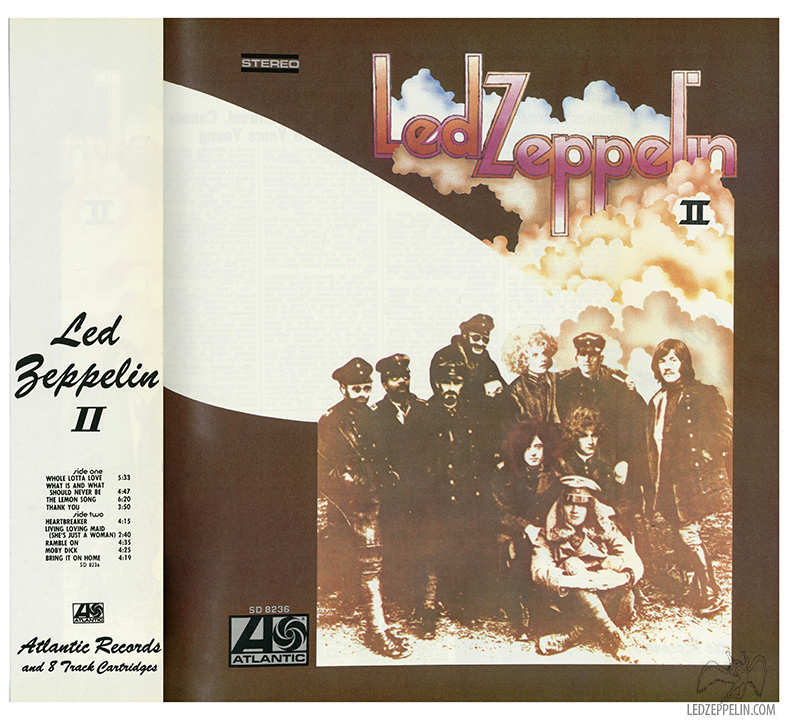 STEREO
Led Zeppelin
II
Led
Zeppelin
II
side one
WHOLE LOTTA LOVE 5:33
WHAT IS AND WHAT
SHOULD NEVER BE 4:47
THE LEMON SONG 6:20
THANK YOU 3:50
side two
HEARTBREAKER 4:15
LIVING LOVING MAID
(SHE'S JUST A WOMAN) 2:40
RAMBLE ON 4:35
MOBY DICK 4:25
BRING IT ON HOME 4:19
SD 8236
ATLANTIC
Atlantic Records
and 8 Track Cartridges
SD 8236
ATLANTIC
LEDZEPPELIN.COM